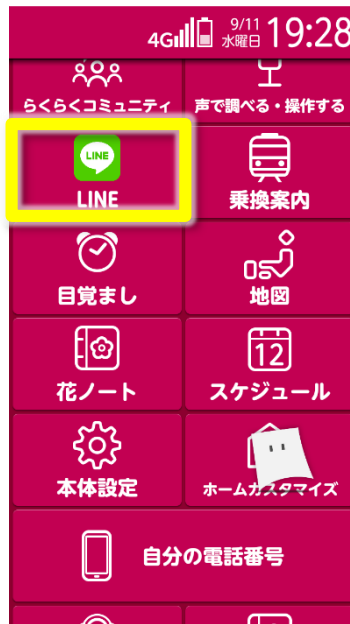 4G 9/11 水曜日 19:28
らくらくコミュニティ 声で調べる・操作する
LINE
LINE 乗換案内
目覚まし 地図
12
花ノート スケジュール
本体設定 ホームカスタマイズ
自分の電話番号